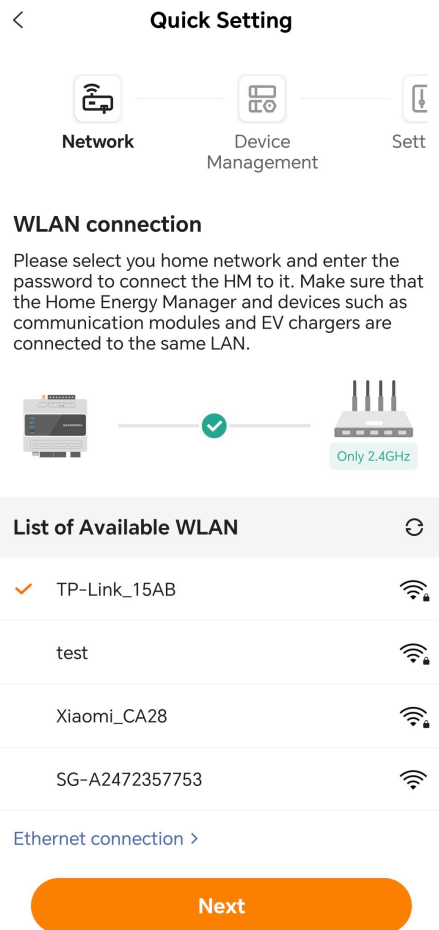 Quick Setting
Network
Device
Management
Sett
WLAN connection
Please select you home network and enter the
password to connect the HM to it. Make sure that
the Home Energy Manager and devices such as
communication modules and EV chargers are
connected to the same LAN.
SUNGROW
Only 2.4GHz
List of Available WLAN
TP-Link_15AB
test
Xiaomi_CA28
SG-A2472357753
Ethernet connection >
Next